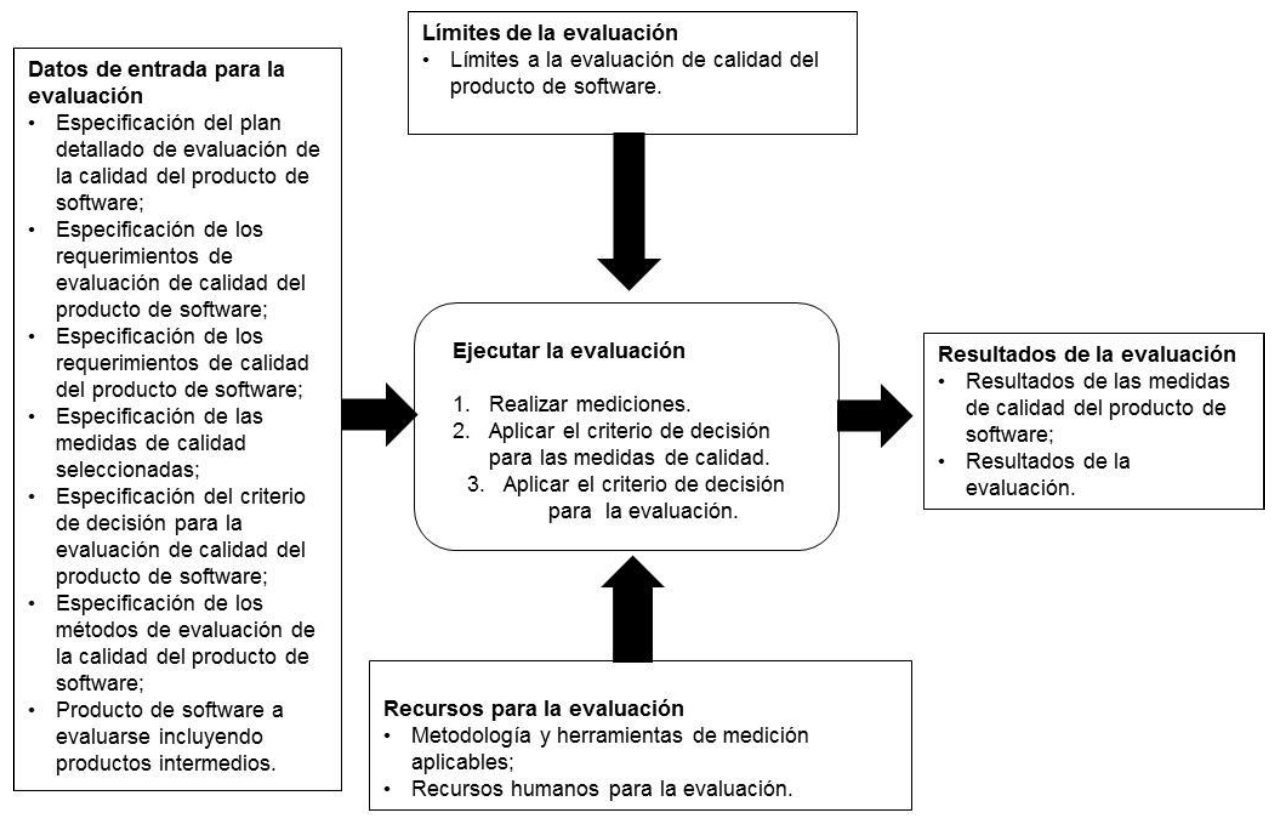 Datos de entrada para la
evaluación
• Especificación del plan
detallado de evaluación de
la calidad del producto de
software;
• Especificación de los
requerimientos de
evaluación de calidad del
producto de software;
• Especificación de los
requerimientos de calidad
del producto de software;
• Especificación de las
medidas de calidad
seleccionadas;
• Especificación del criterio
de decisión para la
evaluación de calidad del
producto de software;
• Especificación de los
métodos de evaluación de
la calidad del producto de
software;
• Producto de software a
evaluarse incluyendo
productos intermedios.
Límites de la evaluación
• Límites a la evaluación de calidad del
producto de software.
Ejecutar la evaluación
1. Realizar mediciones.
2. Aplicar el criterio de decisión
para las medidas de calidad.
3. Aplicar el criterio de decisión
para la evaluación.
Recursos para la evaluación
• Metodología y herramientas de medición
aplicables;
• Recursos humanos para la evaluación.
Resultados de la evaluación
• Resultados de las medidas
de calidad del producto de
software;
• Resultados de la
evaluación.